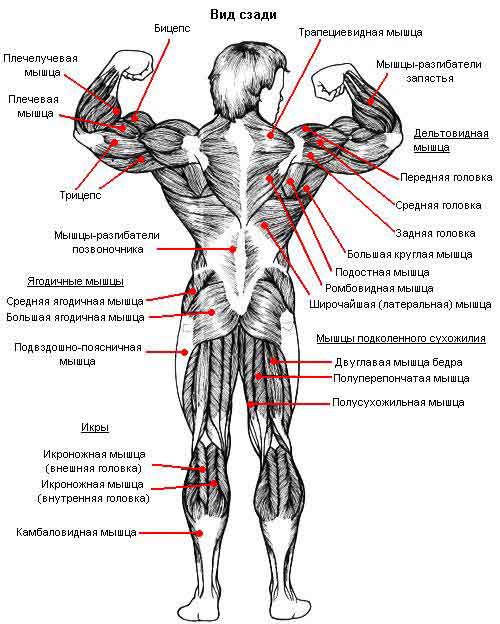 Вид сзади
Бицепс
Трапециевидная мышца
Плечелучевая
мышца
Мышцы-разгибатели
запястья
Плечевая
мышца
Дельтовидная
мышца
Передняя головка
Трицепс
Средняя головка
Задняя головка
Мышцы-разгибатели
позвоночника
Большая круглая мышца
Подостная мышца
Ромбовидная мышца
Широчайшая (латеральная) мышца
Ягодичные мышцы
Средняя ягодичная мышца
Большая ягодичная мышца
Мышцы подколенного сухожилия
Подвздошно-поясничная
мышца
Двуглавая мышца бедра
Полуперепончатая мышца
Полусухожильная мышца
Икры
Икроножная мышца
(внешняя головка)
Икроножная мышца
(внутренняя головка)
Камбаловидная мышца